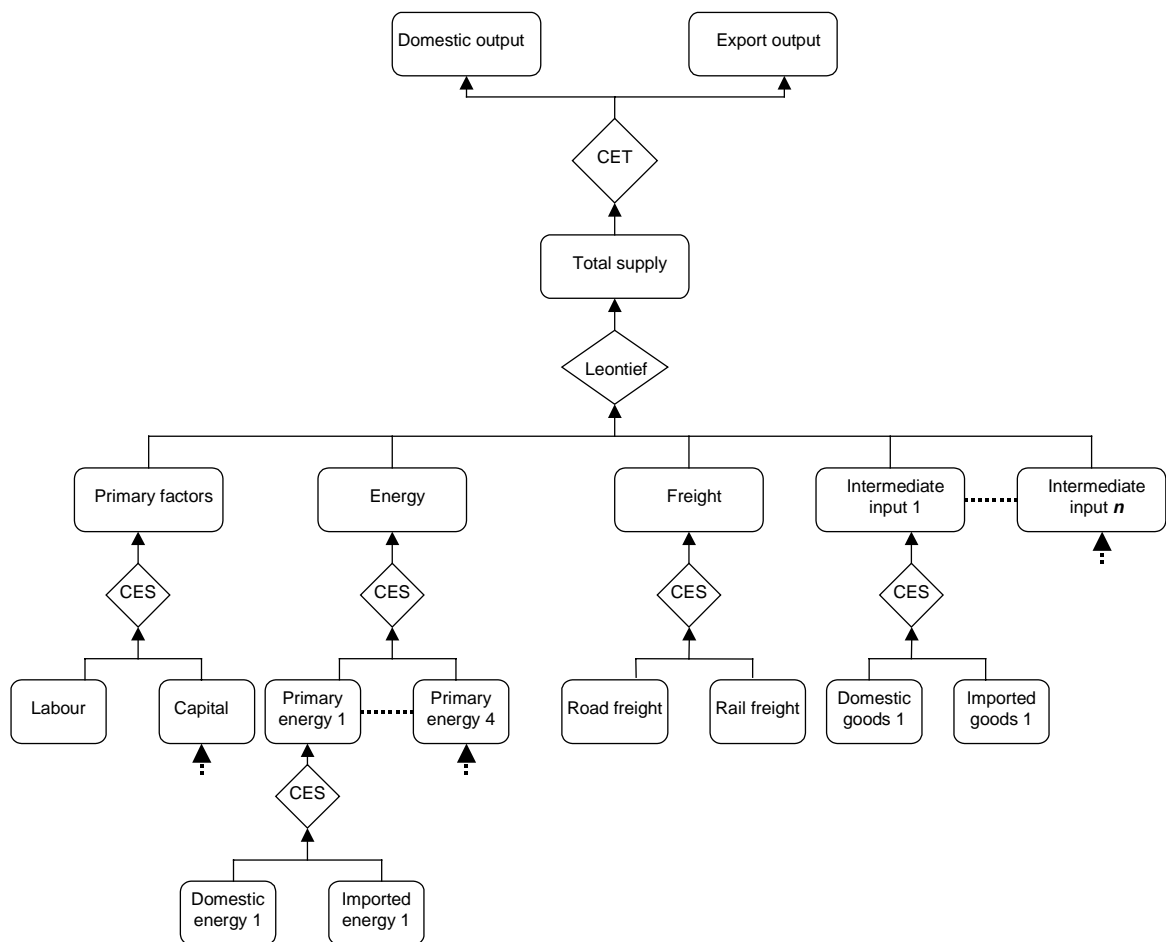 Domestic output
Export output
CET
Total supply
Leontief
Primary factors
Energy
Freight
Intermediate
input 1
Intermediate
input n
CES
CES
CES
CES
Labour
Capital
Primary
energy 1
Primary
energy 4
Road freight
Rail freight
Domestic
goods 1
Imported
goods 1
CES
Domestic
energy 1
Imported
energy 1